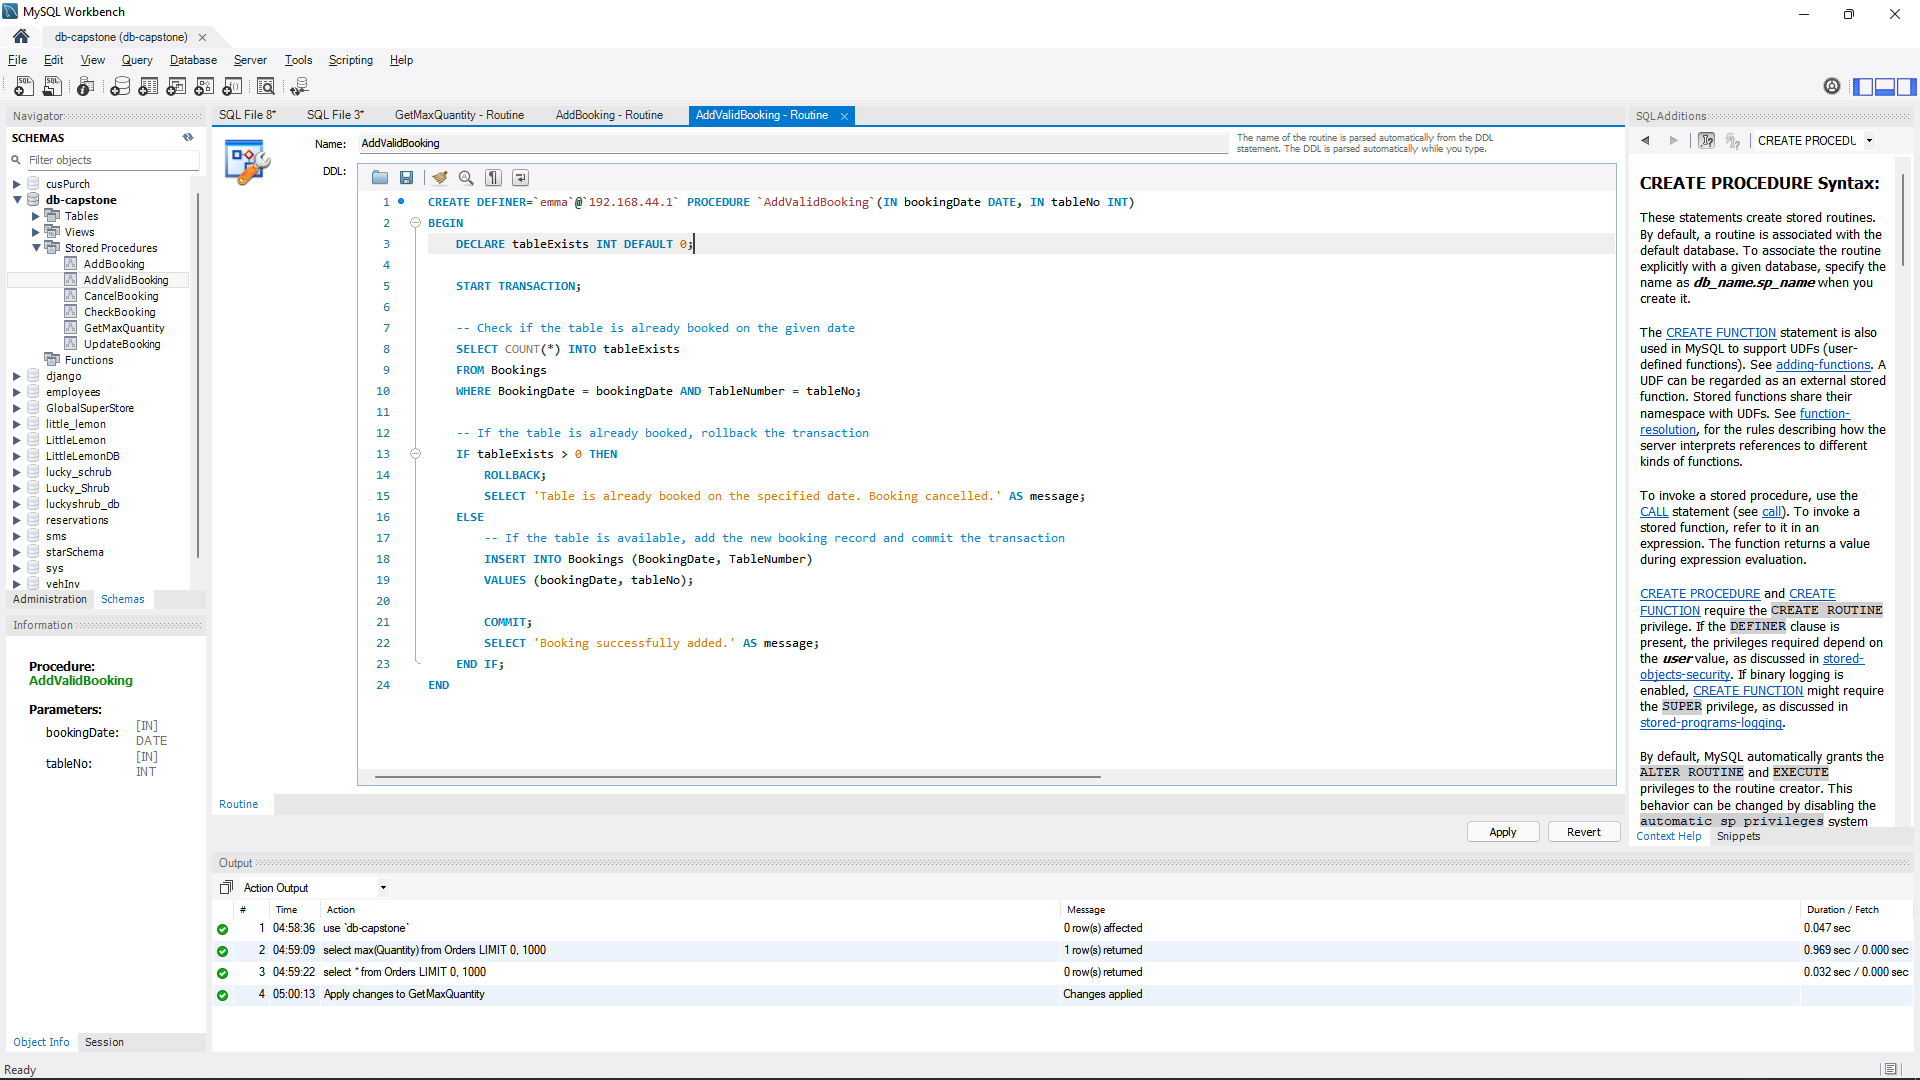 MySQL Workbench
db-capstone (db-capstone)
File Edit View Query Database Server Tools Scripting Help
Navigator
SCHEMAS
Filter objects
cusPurch
db-capstone
Tables
Views
Stored Procedures
AddBooking
AddValidBooking
CancelBooking
CheckBooking
GetMaxQuantity
UpdateBooking
Functions
django
employees
GlobalSuperStore
little_lemon
LittleLemon
LittleLemonDB
lucky_schrub
Lucky_Shrub
luckyshrub_db
reservations
sms
starSchema
sys
vehInv
Administration Schemas
Information
Procedure:
AddValidBooking
Parameters:
bookingDate: [IN]
DATE
tableNo: [IN]
INT
Object Info Session
Ready
SQL File 8* SQL File 3* GetMaxQuantity - Routine AddBooking - Routine AddValidBooking - Routine
Name: AddValidBooking
The name of the routine is parsed automatically from the DDL
statement. The DDL is parsed automatically while you type.
DDL:
1 CREATE DEFINER=`emma`@`192.168.44.1` PROCEDURE `AddValidBooking`(IN bookingDate DATE, IN tableNo INT)
2 BEGIN
3 DECLARE tableExists INT DEFAULT 0;
4
5 START TRANSACTION;
6
7 -- Check if the table is already booked on the given date
8 SELECT COUNT(*) INTO tableExists
9 FROM Bookings
10 WHERE BookingDate = bookingDate AND TableNumber = tableNo;
11
12 -- If the table is already booked, rollback the transaction
13 IF tableExists > 0 THEN
14 ROLLBACK;
15 SELECT 'Table is already booked on the specified date. Booking cancelled.' AS message;
16 ELSE
17 -- If the table is available, add the new booking record and commit the transaction
18 INSERT INTO Bookings (BookingDate, TableNumber)
19 VALUES (bookingDate, tableNo);
20
21 COMMIT;
22 SELECT 'Booking successfully added.' AS message;
23 END IF;
24 END
Routine
Apply Revert
Output
Action Output
# Time Action Message Duration / Fetch
1 04:58:36 use `db-capstone` 0 row(s) affected 0.047 sec
2 04:59:09 select max(Quantity) from Orders LIMIT 0, 1000 1 row(s) returned 0.969 sec / 0.000 sec
3 04:59:22 select * from Orders LIMIT 0, 1000 0 row(s) returned 0.032 sec / 0.000 sec
4 05:00:13 Apply changes to GetMaxQuantity Changes applied
SQLAdditions
CREATE PROCEDU
CREATE PROCEDURE Syntax:
These statements create stored routines.
By default, a routine is associated with the
default database. To associate the routine
explicitly with a given database, specify the
name as db_name.sp_name when you
create it.
The CREATE FUNCTION statement is also
used in MySQL to support UDFs (user-
defined functions). See adding-functions. A
UDF can be regarded as an external stored
function. Stored functions share their
namespace with UDFs. See function-
resolution, for the rules describing how the
server interprets references to different
kinds of functions.
To invoke a stored procedure, use the
CALL statement (see call). To invoke a
stored function, refer to it in an
expression. The function returns a value
during expression evaluation.
CREATE PROCEDURE and CREATE
FUNCTION require the CREATE ROUTINE
privilege. If the DEFINER clause is
present, the privileges required depend on
the user value, as discussed in stored-
objects-security. If binary logging is
enabled, CREATE FUNCTION might require
the SUPER privilege, as discussed in
stored-programs-logging.
By default, MySQL automatically grants the
ALTER ROUTINE and EXECUTE
privileges to the routine creator. This
behavior can be changed by disabling the
automatic_sp_privileges system
Context Help Snippets